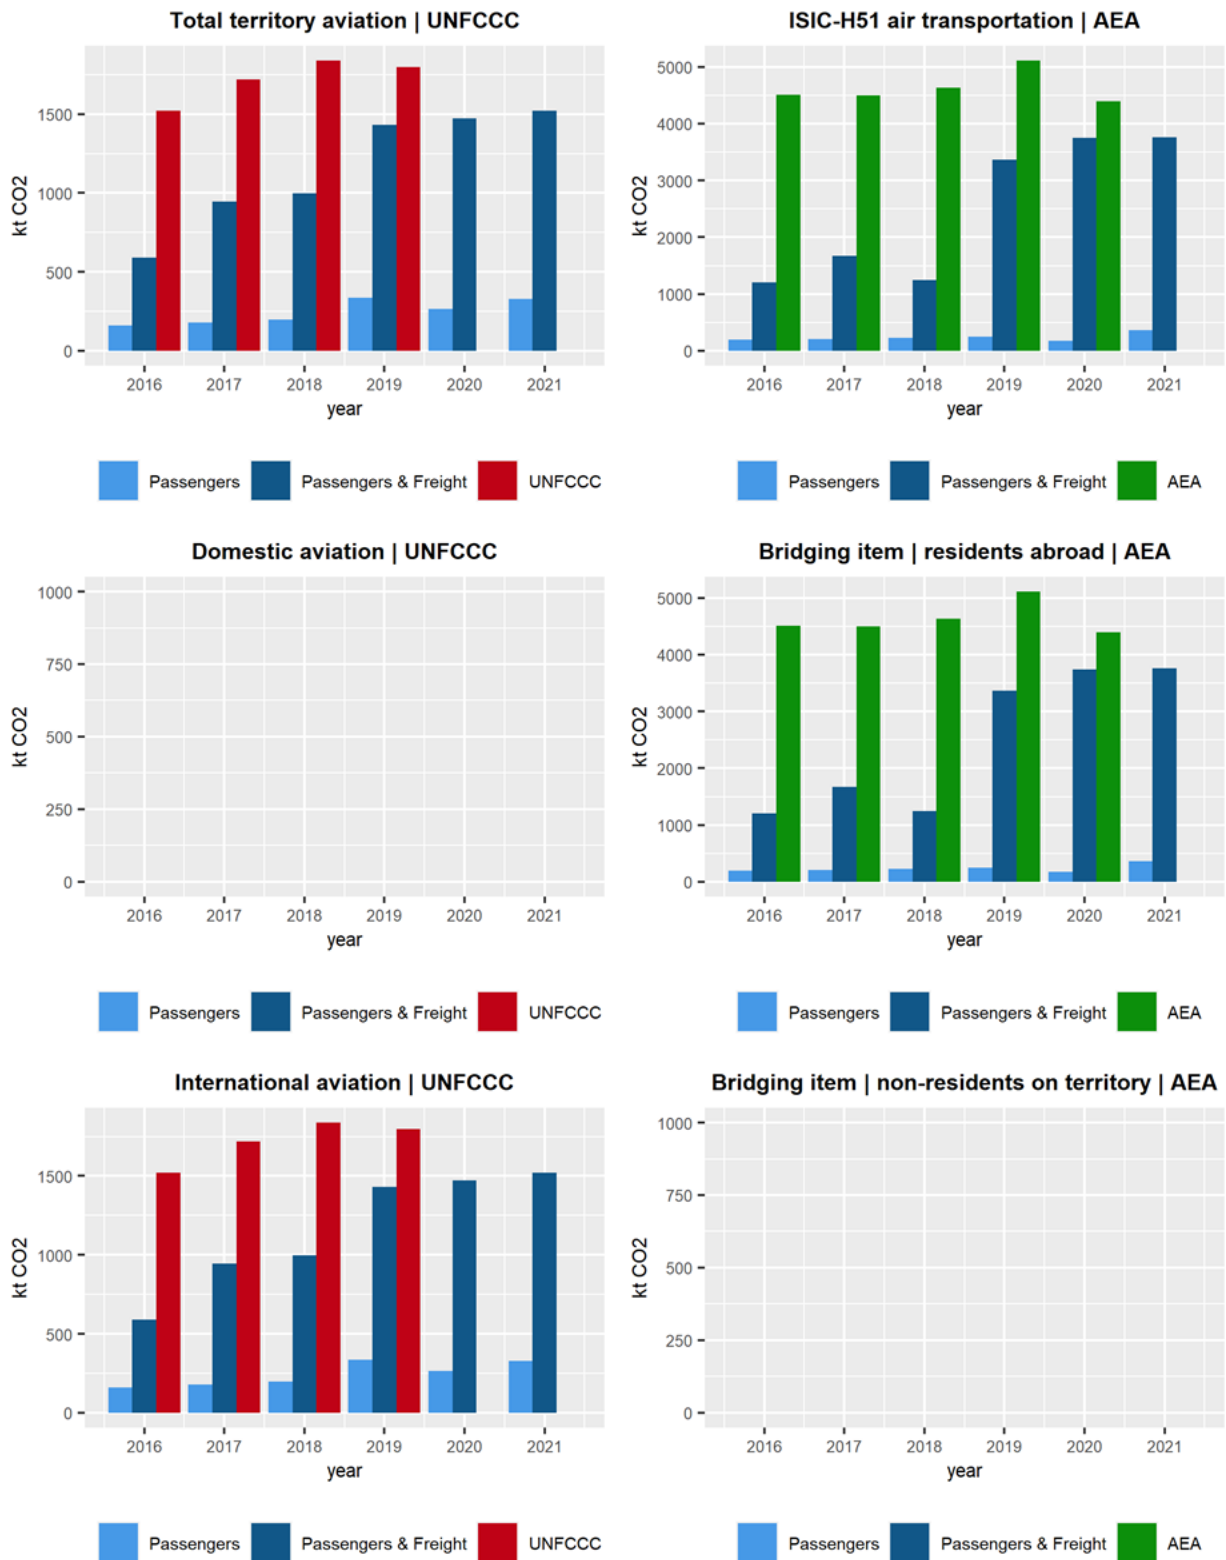 Total territory aviation | UNFCCC
kt CO2
1500
1000
500
0
2016 2017 2018 2019 2020 2021
year
Passengers Passengers & Freight UNFCCC
ISIC-H51 air transportation | AEA
kt CO2
5000
4000
3000
2000
1000
0
2016 2017 2018 2019 2020 2021
year
Passengers Passengers & Freight AEA
Domestic aviation | UNFCCC
kt CO2
1000
750
500
250
0
2016 2017 2018 2019 2020 2021
year
Passengers Passengers & Freight UNFCCC
Bridging item | residents abroad | AEA
kt CO2
5000
4000
3000
2000
1000
0
2016 2017 2018 2019 2020 2021
year
Passengers Passengers & Freight AEA
International aviation | UNFCCC
kt CO2
1500
1000
500
0
2016 2017 2018 2019 2020 2021
year
Passengers Passengers & Freight UNFCCC
Bridging item | non-residents on territory | AEA
kt CO2
1000
750
500
250
0
2016 2017 2018 2019 2020 2021
year
Passengers Passengers & Freight AEA